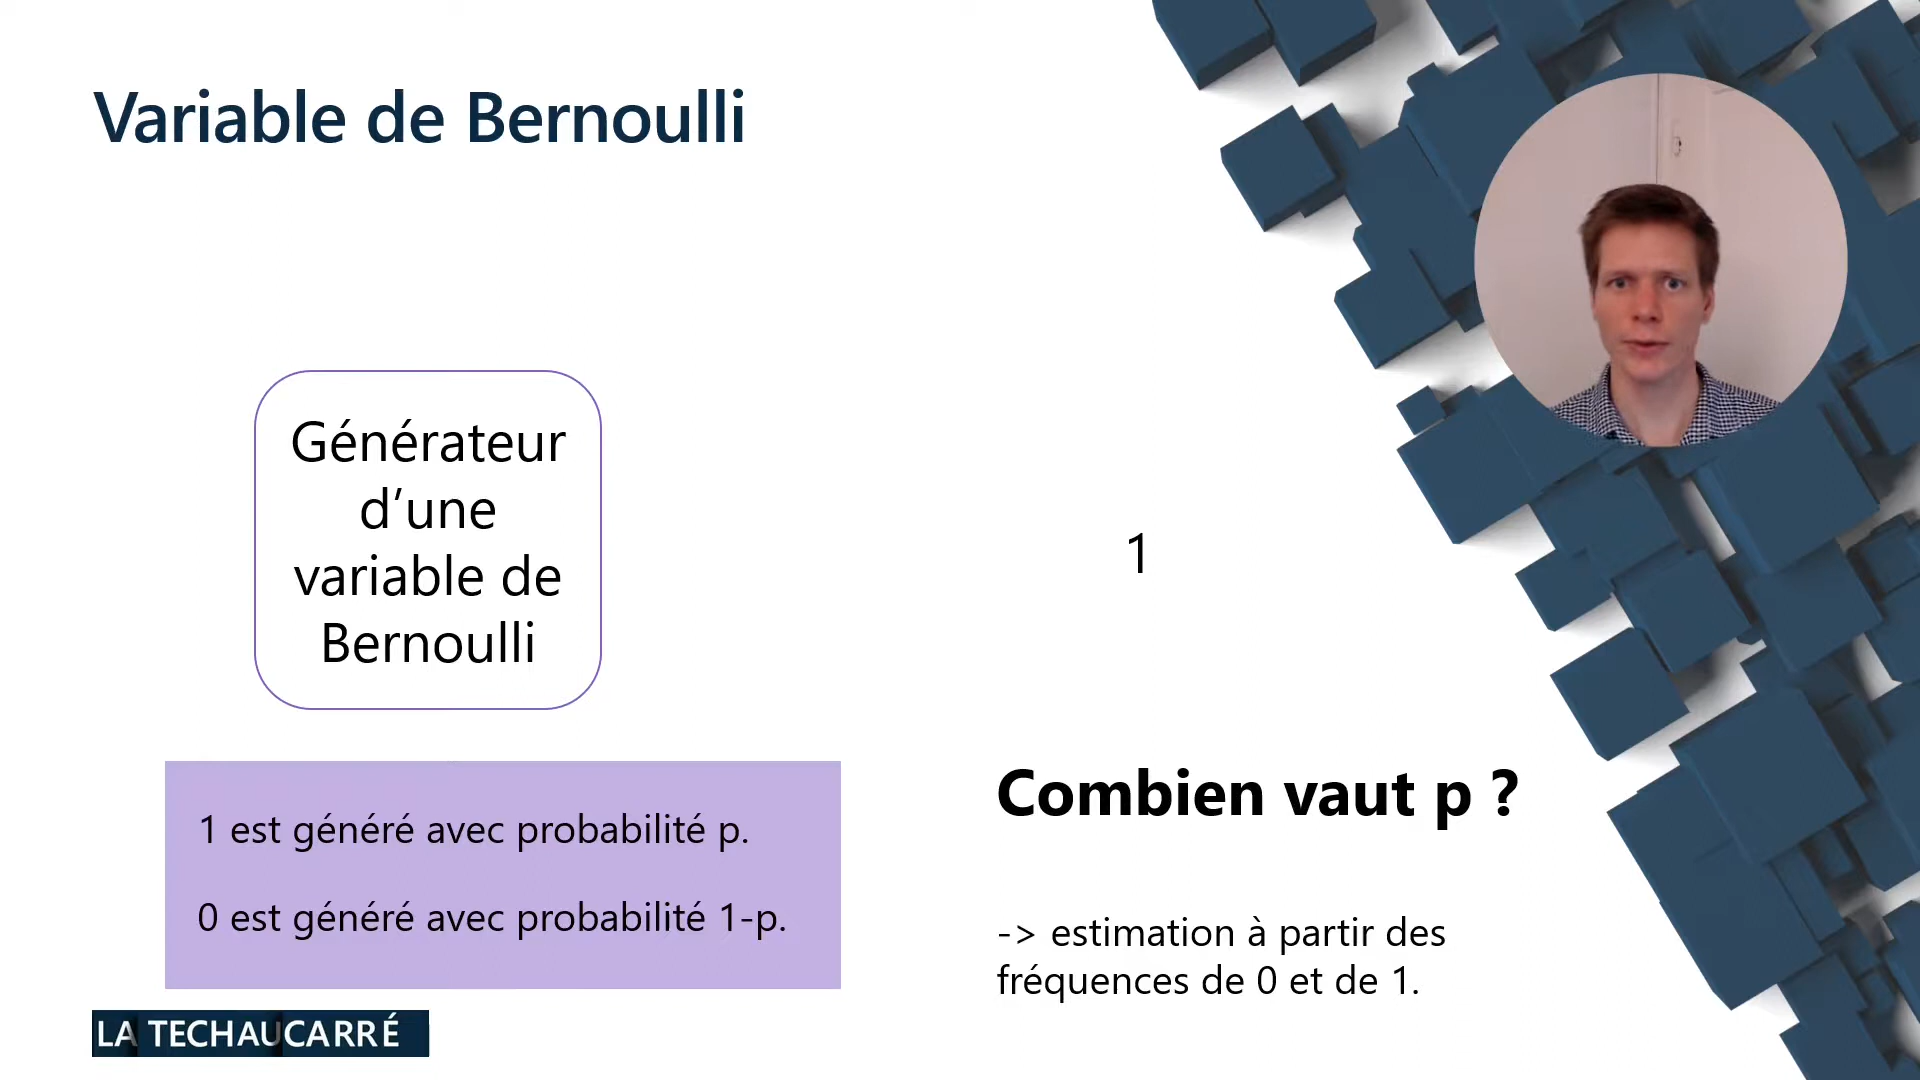 Variable de Bernoulli
Générateur
d’une
variable de
Bernoulli
1
1 est généré avec probabilité p.
0 est généré avec probabilité 1-p.
Combien vaut p ?
-> estimation à partir des
fréquences de 0 et de 1.
LA TECHAUCARRÉ